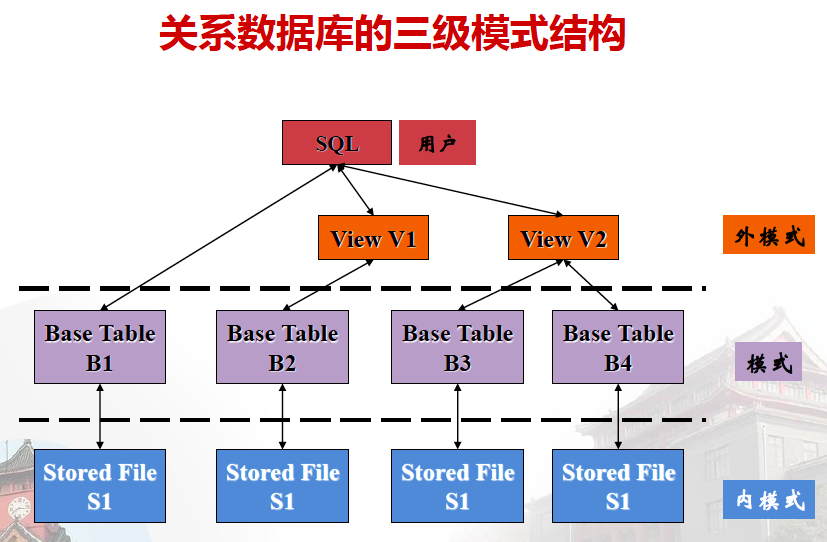 关系数据库的三级模式结构
SQL
用户
View V1
View V2
外模式
Base Table
B1
Base Table
B2
Base Table
B3
Base Table
B4
模式
Stored File
S1
Stored File
S1
Stored File
S1
Stored File
S1
内模式